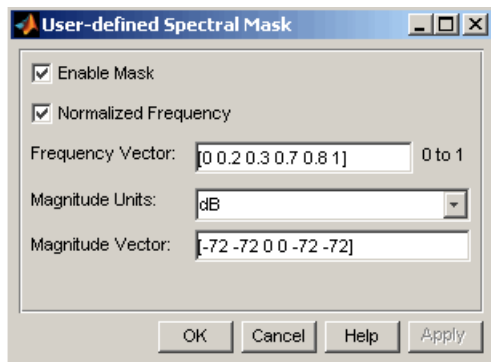 User-defined Spectral Mask
Enable Mask
Normalized Frequency
Frequency Vector: [0 0.2 0.3 0.7 0.8 1] 0 to 1
Magnitude Units: dB
Magnitude Vector: [-72 -72 0 0 -72 -72]
OK Cancel Help Apply